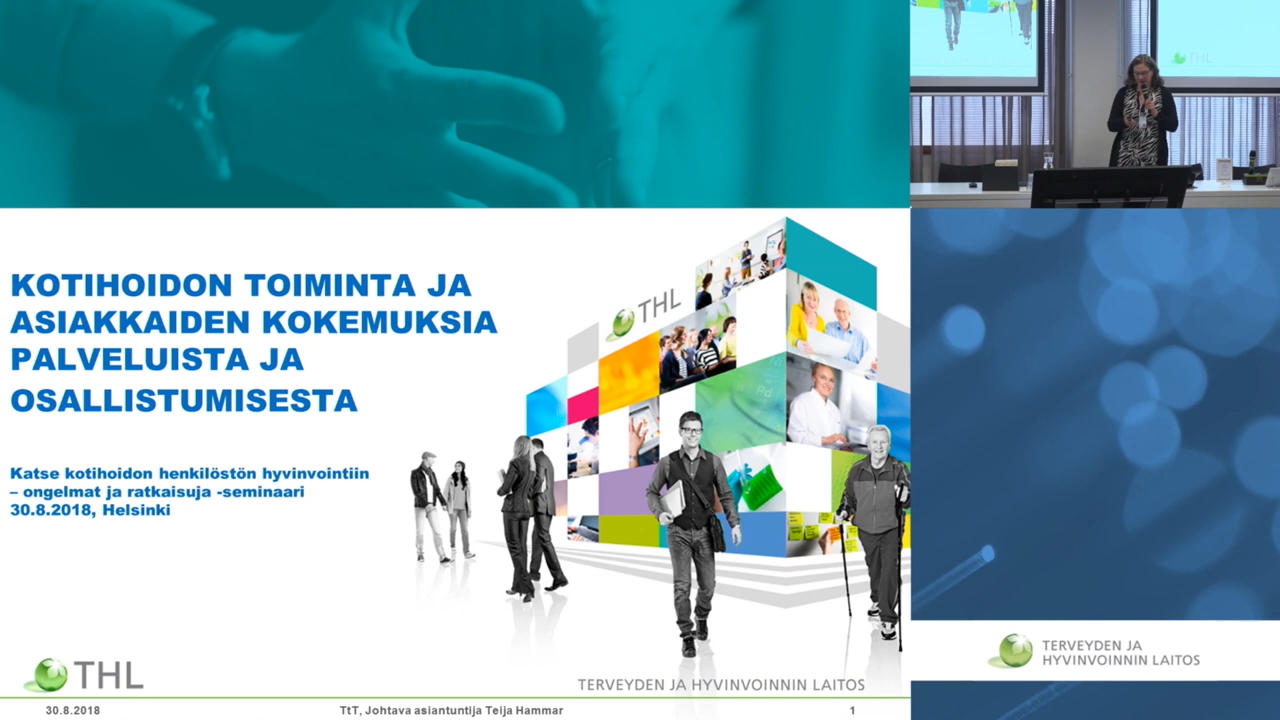 THL
KOTIHOIDON TOIMINTA JA
ASIAKKAIDEN KOKEMUKSIA
PALVELUISTA JA
OSALLISTUMISESTA
THL
Katse kotihoidon henkilöstön hyvinvointiin
– ongelmat ja ratkaisuja -seminaari
30.8.2018, Helsinki
THL
TERVEYDEN JA HYVINVOINNIN LAITOS
30.8.2018
TtT, Johtava asiantuntija Teija Hammar
1
TERVEYDEN JA
HYVINVOINNIN LAITOS